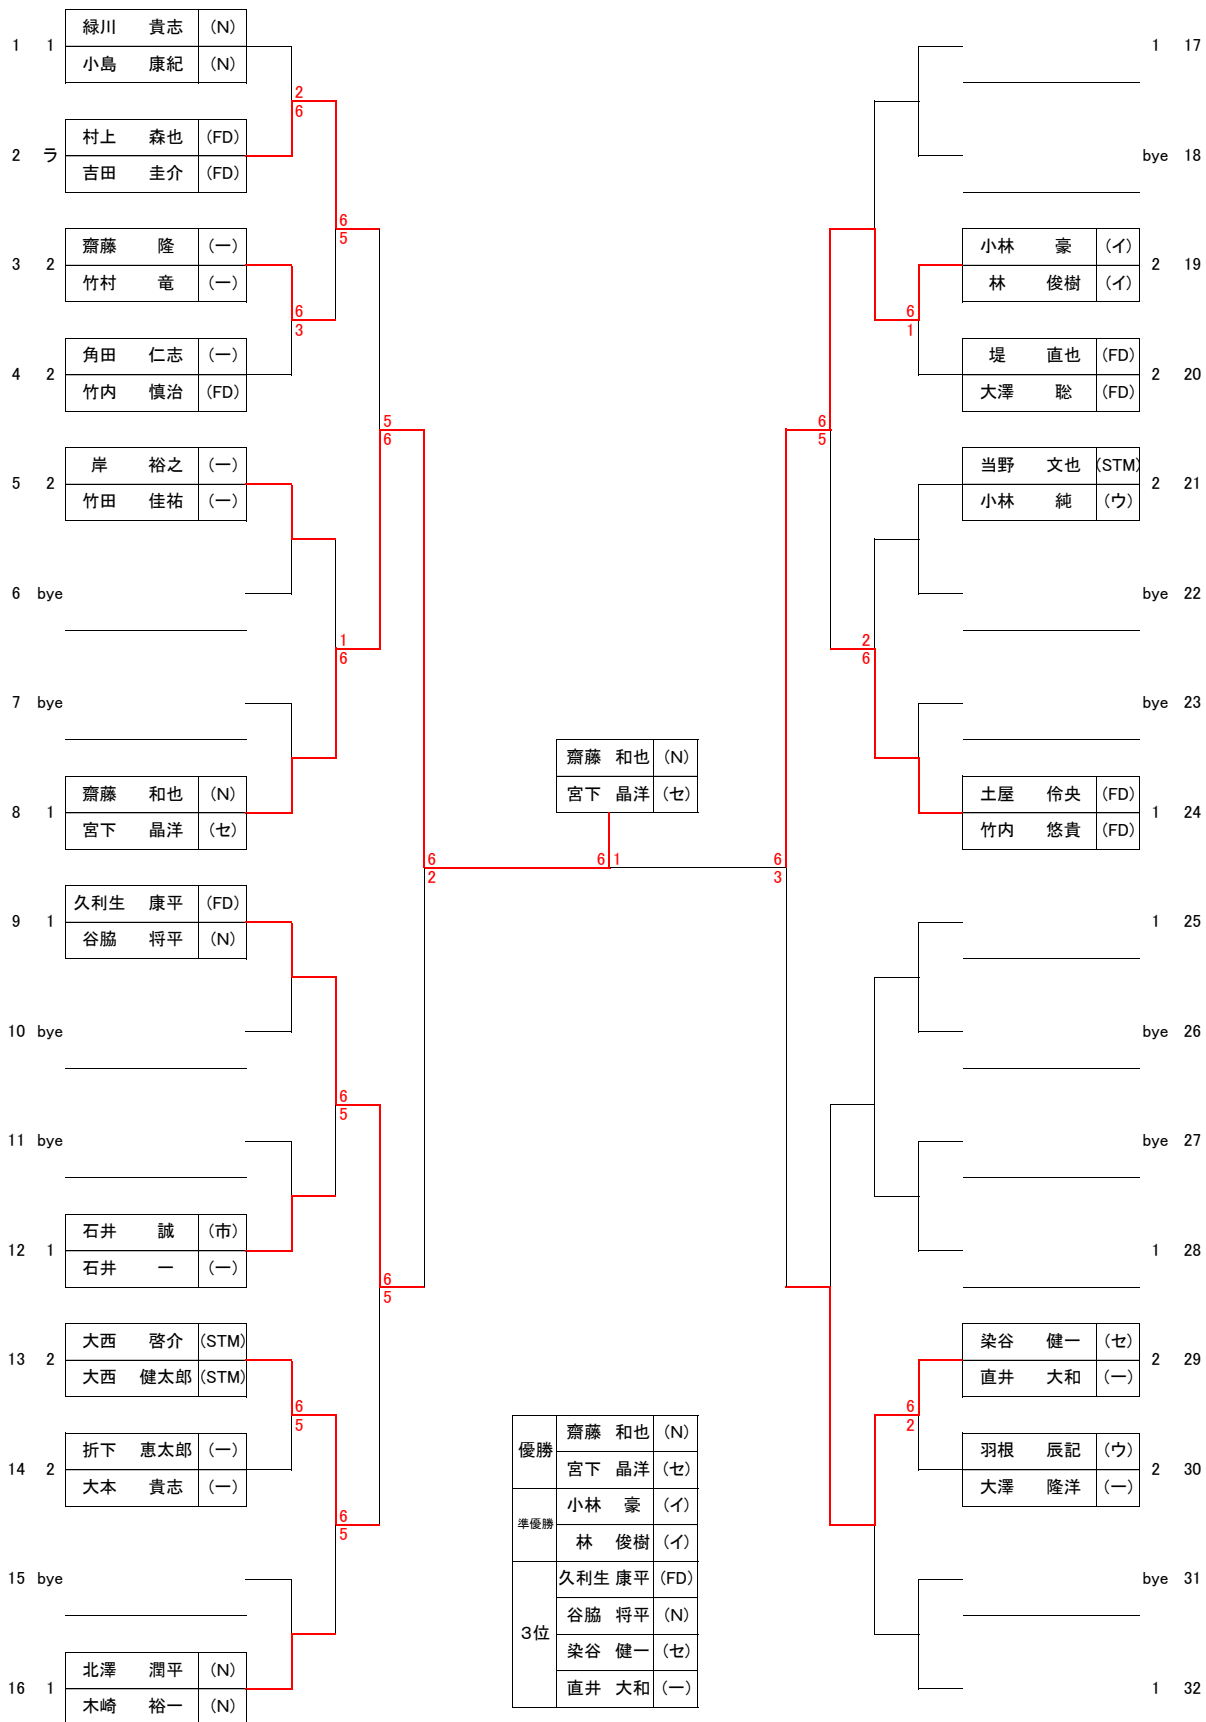 1 1 緑川 貴志 (N)
小島 康紀 (N)
2
6
2 ラ 村上 森也 (FD)
吉田 圭介 (FD)
6
5
3 2 齋藤 隆 (一)
竹村 竜 (一)
6
3
4 2 角田 仁志 (一)
竹内 慎治 (FD)
5
6
5 2 岸 裕之 (一)
竹田 佳祐 (一)
6 bye
1
6
7 bye
8 1 齋藤 和也 (N)
宮下 晶洋 (セ)
6
2
9 1 久利生 康平 (FD)
谷脇 将平 (N)
10 bye
6
5
11 bye
12 1 石井 誠 (市)
石井 一 (一)
6
5
13 2 大西 啓介 (STM)
大西 健太郎 (STM)
6
5
14 2 折下 恵太郎 (一)
大本 貴志 (一)
6
5
15 bye
16 1 北澤 潤平 (N)
木崎 裕一 (N)
齋藤 和也 (N)
宮下 晶洋 (セ)
6 1
優勝 齋藤 和也 (N)
宮下 晶洋 (セ)
準優勝 小林 豪 (イ)
林 俊樹 (イ)
3位 久利生 康平 (FD)
谷脇 将平 (N)
染谷 健一 (セ)
直井 大和 (一)
1 17
bye 18
小林 豪 (イ) 2 19
林 俊樹 (イ)
6
1
堤 直也 (FD) 2 20
大澤 聡 (FD)
6
5
当野 文也 (STM) 2 21
小林 純 (ウ)
bye 22
2
6
bye 23
土屋 伶央 (FD) 1 24
竹内 悠貴 (FD)
6
3
1 25
bye 26
bye 27
1 28
染谷 健一 (セ) 2 29
直井 大和 (一)
6
2
羽根 辰記 (ウ) 2 30
大澤 隆洋 (一)
bye 31
1 32